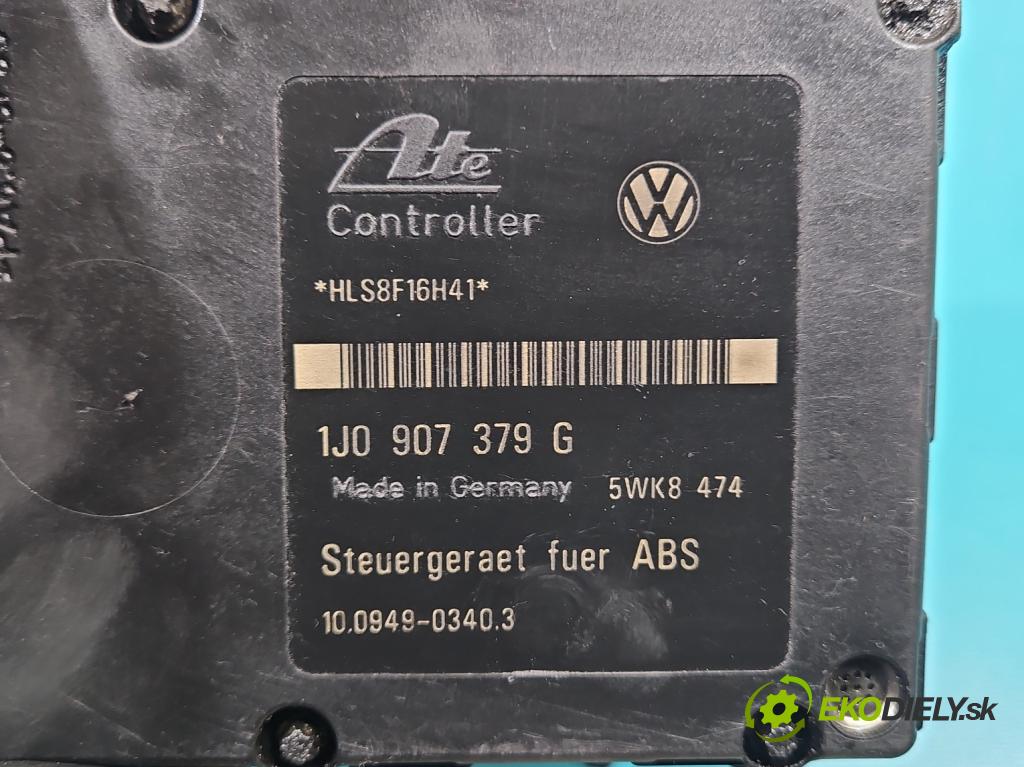 Ate
Controller
*HLS8F16H41*
1J0 907 379 G
Made in Germany 5WK8 474
Steuergeraet fuer ABS
10.0949-0340.3
EKODIELY.sk